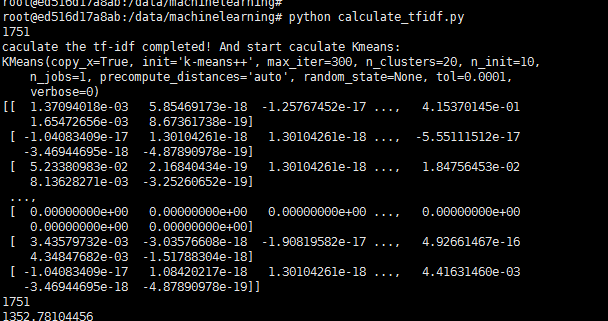 root@ed516d17a8ab:/data/machinelearning#
root@ed516d17a8ab:/data/machinelearning# python calculate_tfidf.py
1751
caculate the tf-idf completed! And start caculate Kmeans:
KMeans(copy_x=True, init='k-means++', max_iter=300, n_clusters=20, n_init=10,
n_jobs=1, precompute_distances='auto', random_state=None, tol=0.0001,
verbose=0)
[[ 1.37094018e-03 5.85469173e-18 -1.25767452e-17 ..., 4.15370145e-01
1.65472656e-03 8.67361738e-19]
[ -1.04083409e-17 1.30104261e-18 1.30104261e-18 ..., -5.55111512e-17
-3.46944695e-18 -4.87890978e-19]
[ 5.23380983e-02 2.16840434e-19 1.30104261e-18 ..., 1.84756453e-02
8.13628271e-03 -3.25260652e-19]
...,
[ 0.00000000e+00 0.00000000e+00 0.00000000e+00 ..., 0.00000000e+00
0.00000000e+00 0.00000000e+00]
[ 3.43579732e-03 -3.03576608e-18 -1.90819582e-17 ..., 4.92661467e-16
4.34847682e-03 -1.51788304e-18]
[ -1.04083409e-17 1.08420217e-18 1.30104261e-18 ..., 4.41631460e-03
-3.46944695e-18 -4.87890978e-19]]
1751
1352.78104456